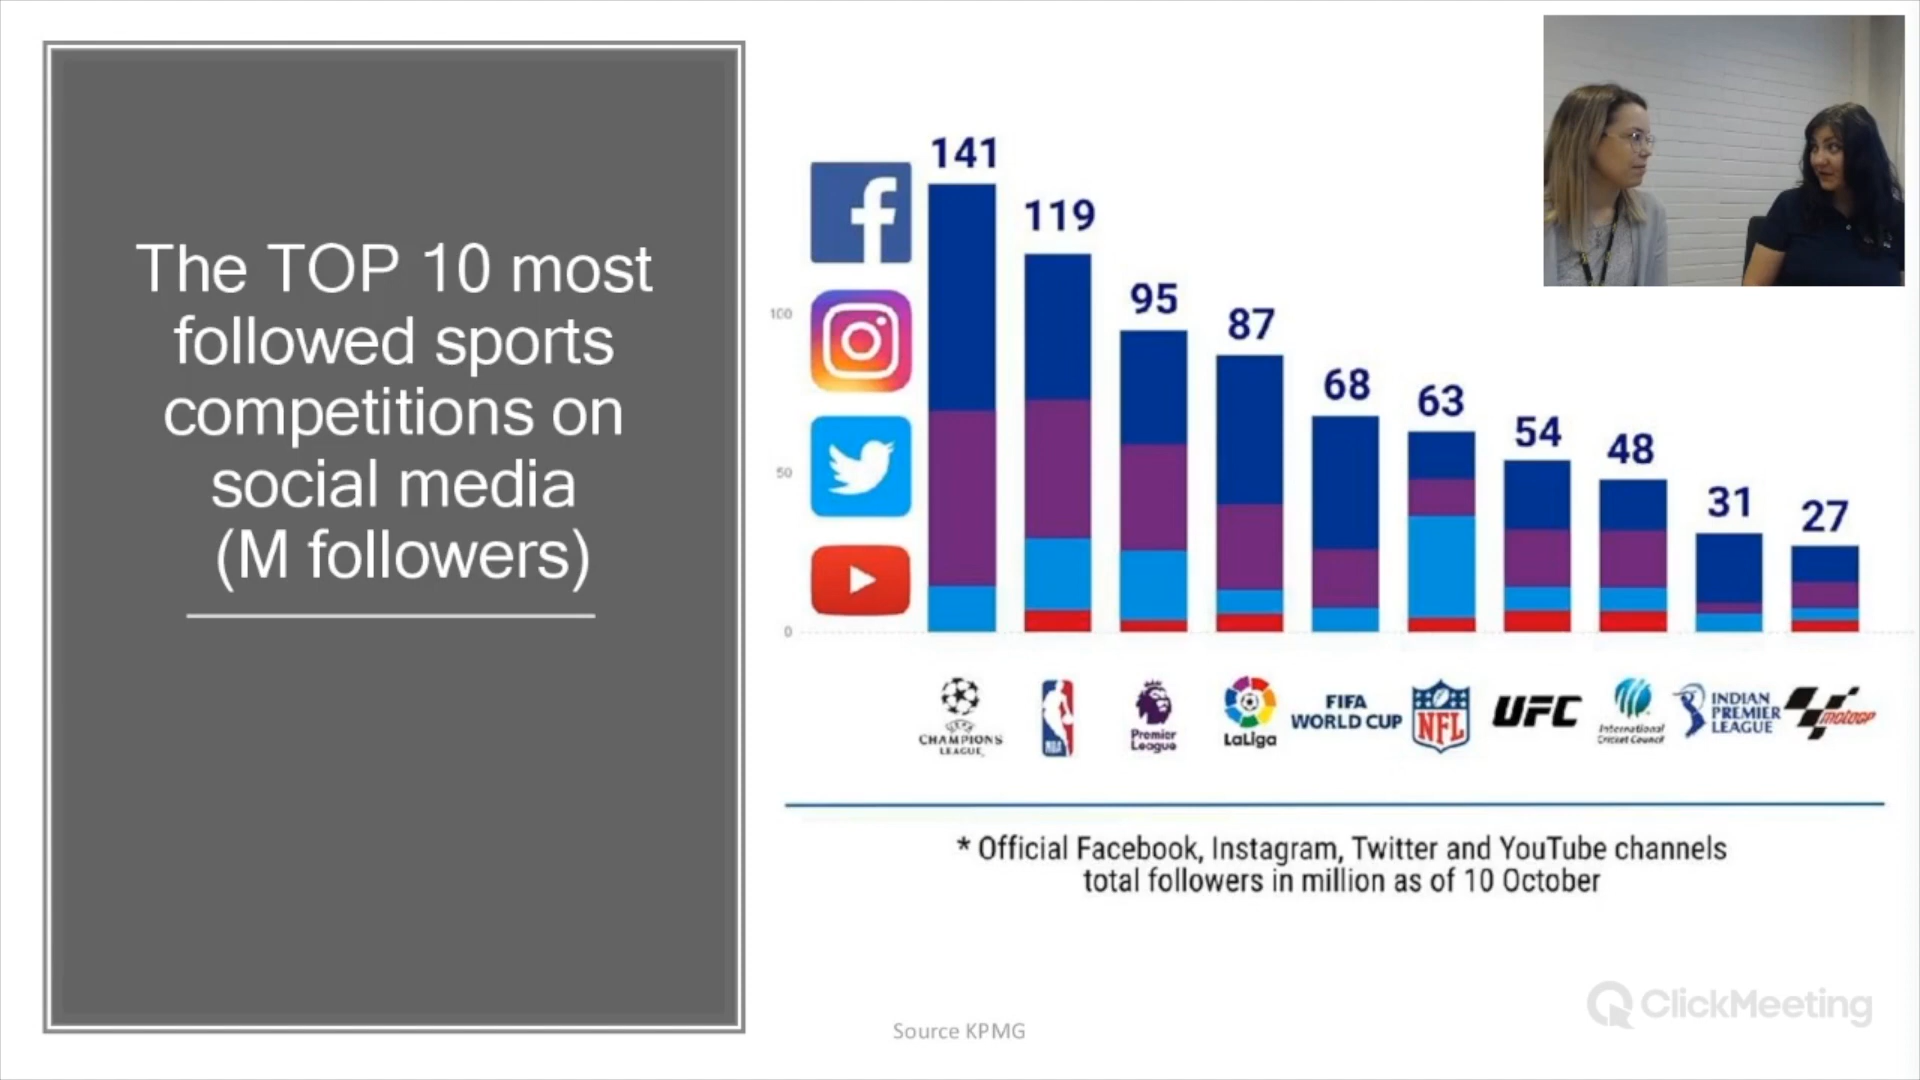 The TOP 10 most
followed sports
competitions on
social media
(M followers)
141
119
95
87
68
63
54
48
31
27
100
50
0
UEFA
CHAMPIONS
LEAGUE
NBA
Premier
League
LaLiga
FIFA
WORLD CUP
NFL
UFC
International
Cricket Council
INDIAN
PREMIER
LEAGUE
MotoGP
* Official Facebook, Instagram, Twitter and YouTube channels
total followers in million as of 10 October
Source KPMG
ClickMeeting